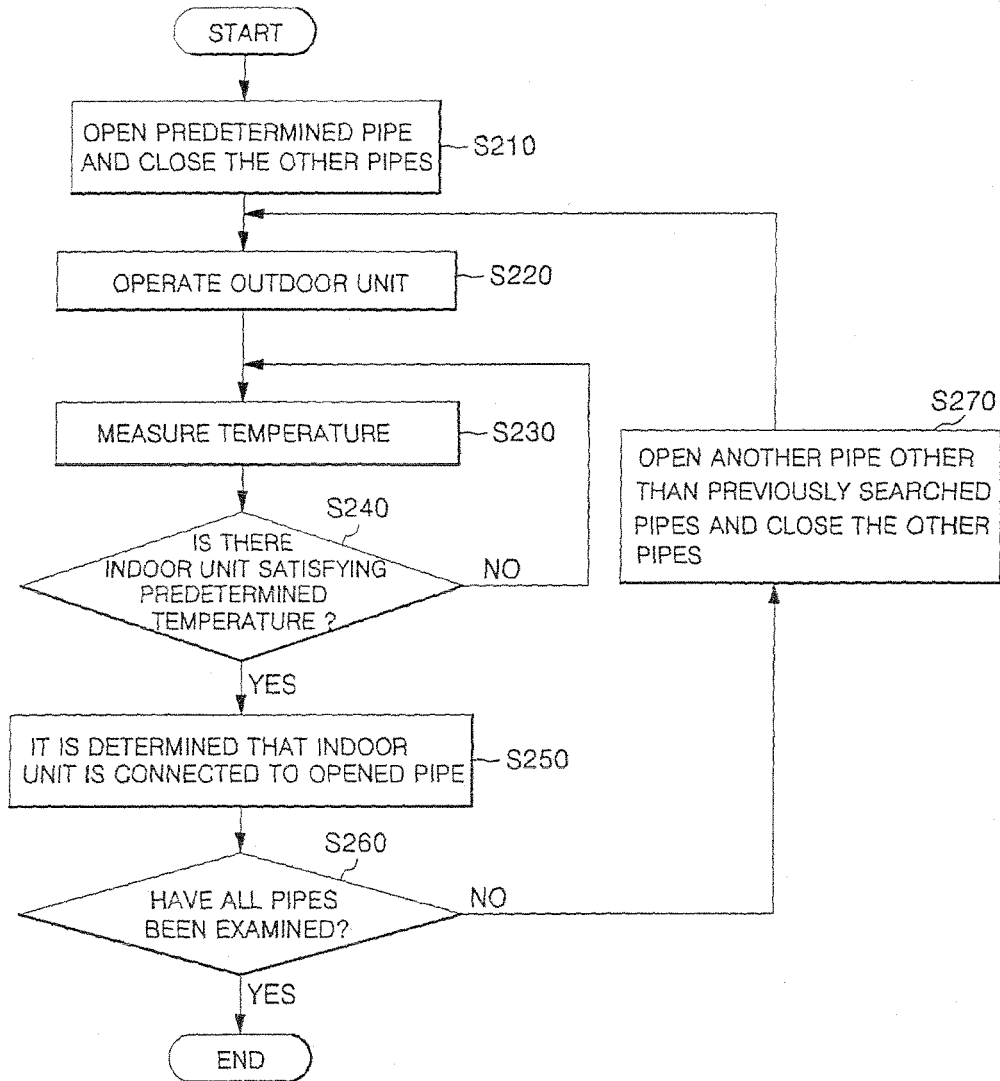 START
OPEN PREDETERMINED PIPE
AND CLOSE THE OTHER PIPES
S210
OPERATE OUTDOOR UNIT
S220
MEASURE TEMPERATURE
S230
S240
IS THERE
INDOOR UNIT SATISFYING
PREDETERMINED
TEMPERATURE ?
NO
YES
IT IS DETERMINED THAT INDOOR
UNIT IS CONNECTED TO OPENED PIPE
S250
S260
HAVE ALL PIPES
BEEN EXAMINED?
NO
S270
OPEN ANOTHER PIPE OTHER
THAN PREVIOUSLY SEARCHED
PIPES AND CLOSE THE OTHER
PIPES
YES
END